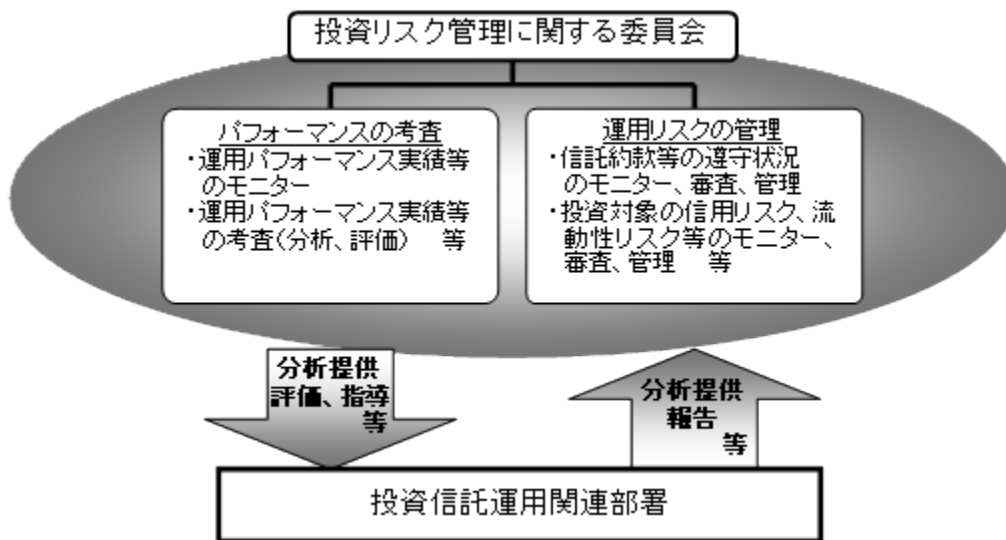 投資リスク管理に関する委員会
パフォーマンスの考査
・運用パフォーマンス実績等
のモニター
・運用パフォーマンス実績等
の考査(分析、評価)　等
運用リスクの管理
・信託約款等の遵守状況
のモニター、審査、管理
・投資対象の信用リスク、流
動性リスク等のモニター、
審査、管理　等
分析提供
評価、指導
等
分析提供
報告
等
投資信託運用関連部署